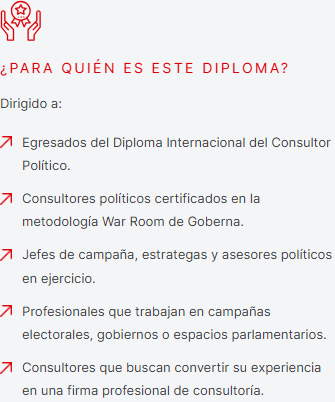 ¿PARA QUIÉN ES ESTE DIPLOMA?
Dirigido a:
Egresados del Diploma Internacional del Consultor
Político.
Consultores políticos certificados en la
metodología War Room de Goberna.
Jefes de campaña, estrategas y asesores políticos
en ejercicio.
Profesionales que trabajan en campañas
electorales, gobiernos o espacios parlamentarios.
Consultores que buscan convertir su experiencia
en una firma profesional de consultoría.